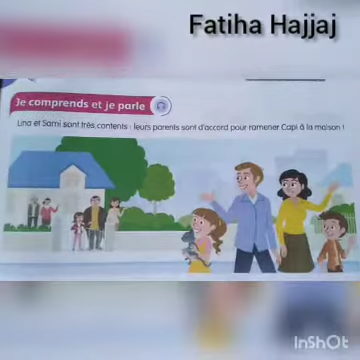 Fatiha Hajjaj
Je comprends et je parle
Lina et Sami sont très contents : leurs parents sont d'accord pour ramener Capi à la maison !
InShOt